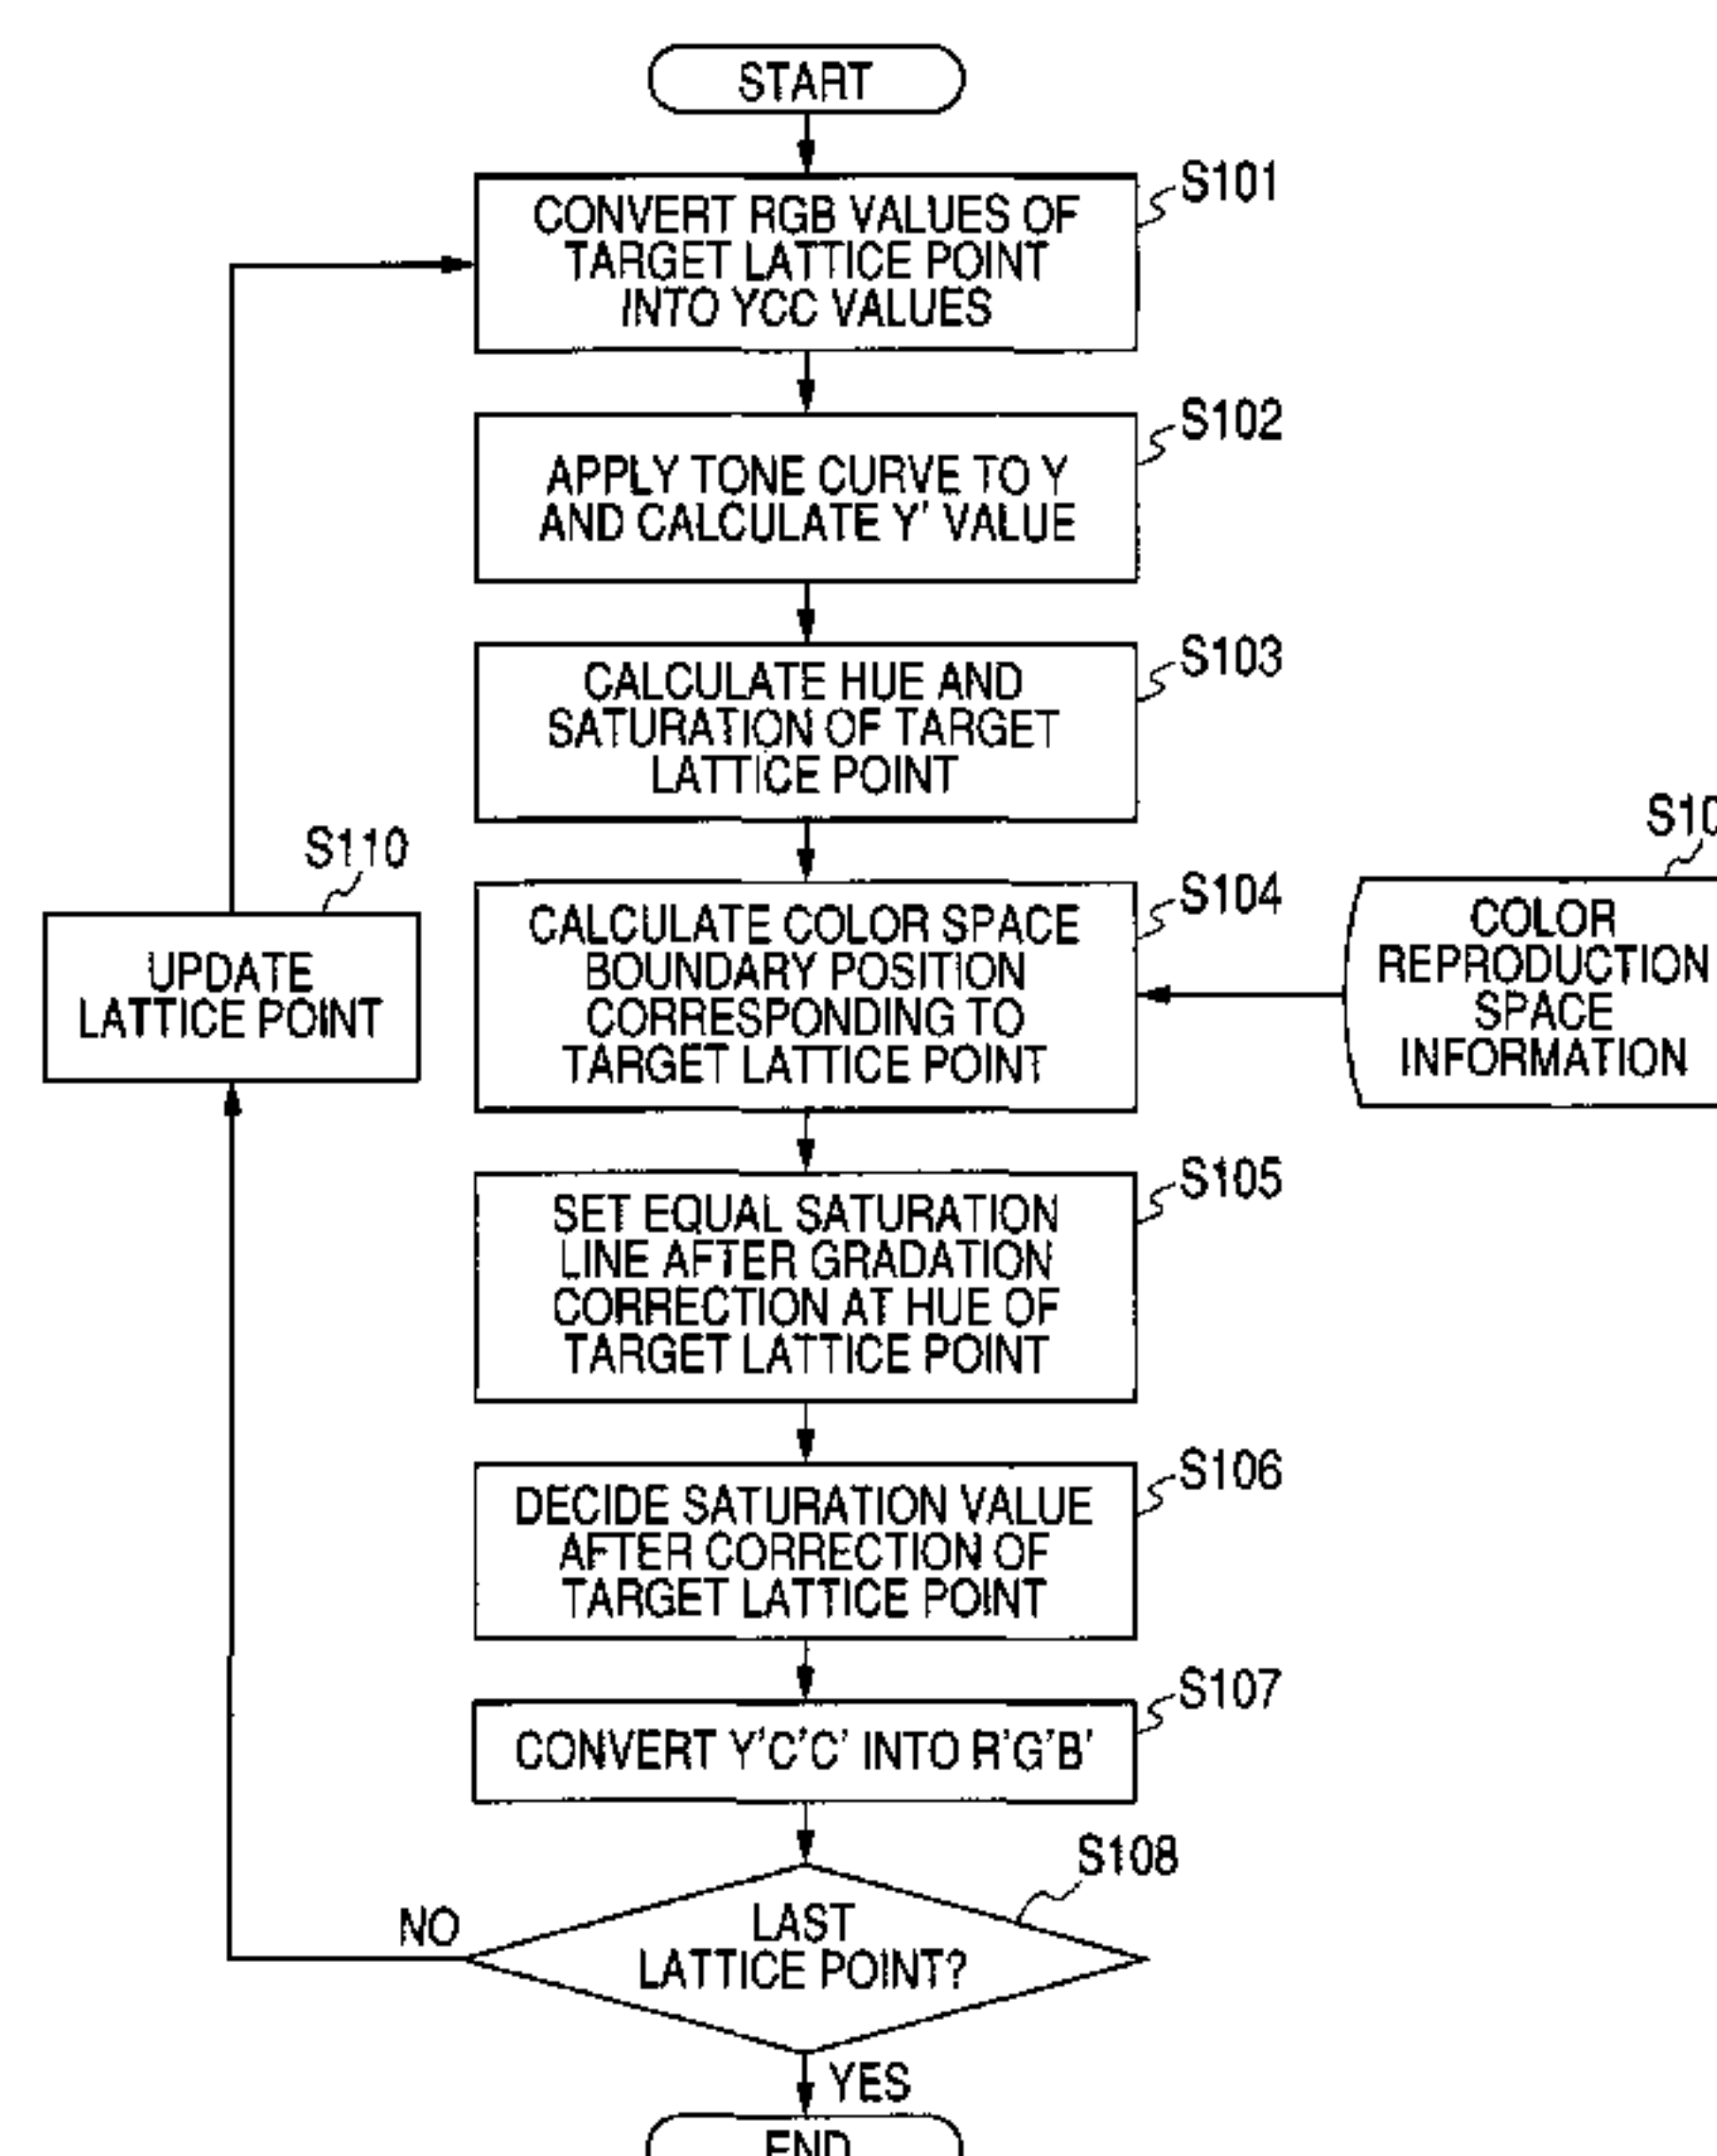 START
S101
CONVERT RGB VALUES OF
TARGET LATTICE POINT
INTO YCC VALUES
S102
APPLY TONE CURVE TO Y
AND CALCULATE Y' VALUE
S103
CALCULATE HUE AND
SATURATION OF TARGET
LATTICE POINT
S110
UPDATE
LATTICE POINT
S104
CALCULATE COLOR SPACE
BOUNDARY POSITION
CORRESPONDING TO
TARGET LATTICE POINT
COLOR
REPRODUCTION
SPACE
INFORMATION
S105
SET EQUAL SATURATION
LINE AFTER GRADATION
CORRECTION AT HUE OF
TARGET LATTICE POINT
S106
DECIDE SATURATION VALUE
AFTER CORRECTION OF
TARGET LATTICE POINT
S107
CONVERT Y'C'C' INTO R'G'B'
S108
LAST
LATTICE POINT?
NO
YES
END